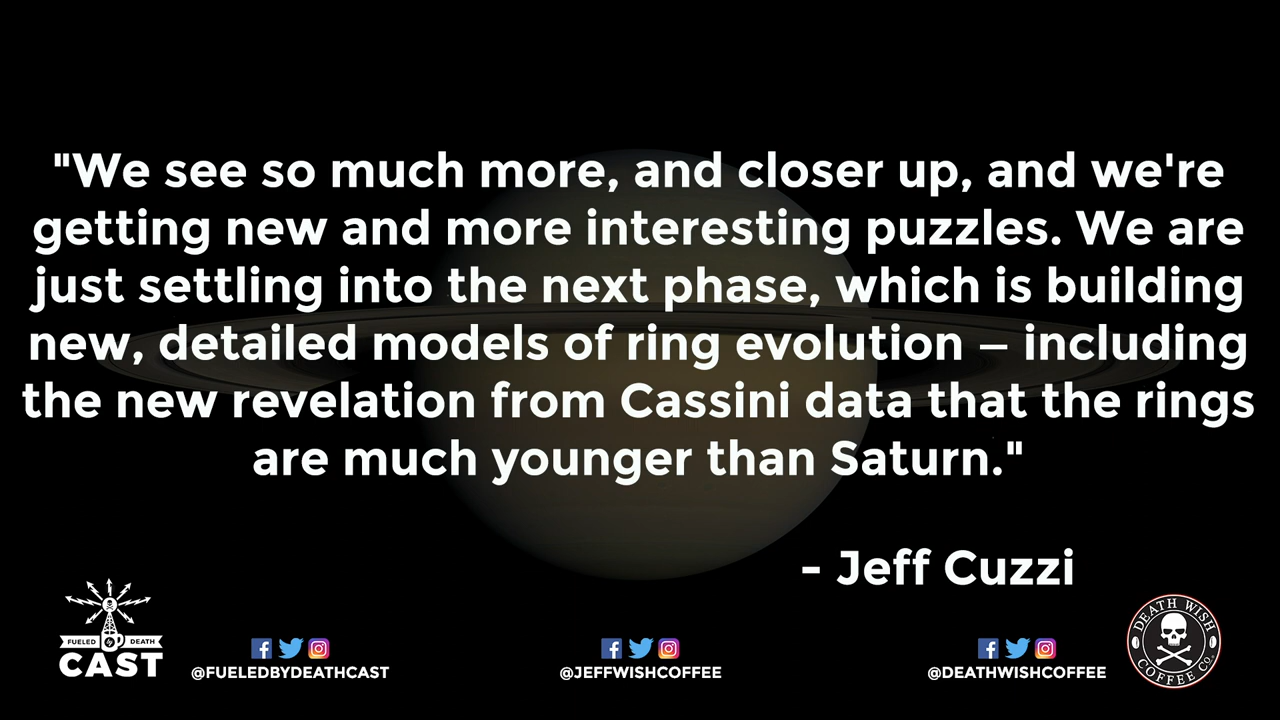 "We see so much more, and closer up, and we're
getting new and more interesting puzzles. We are
just settling into the next phase, which is building
new, detailed models of ring evolution – including
the new revelation from Cassini data that the rings
are much younger than Saturn."
- Jeff Cuzzi
FUELED DEATH
CAST
@FUELEDBYDEATHCAST
@JEFFWISHCOFFEE
@DEATHWISHCOFFEE
DEATH WISH
COFFEE CO.